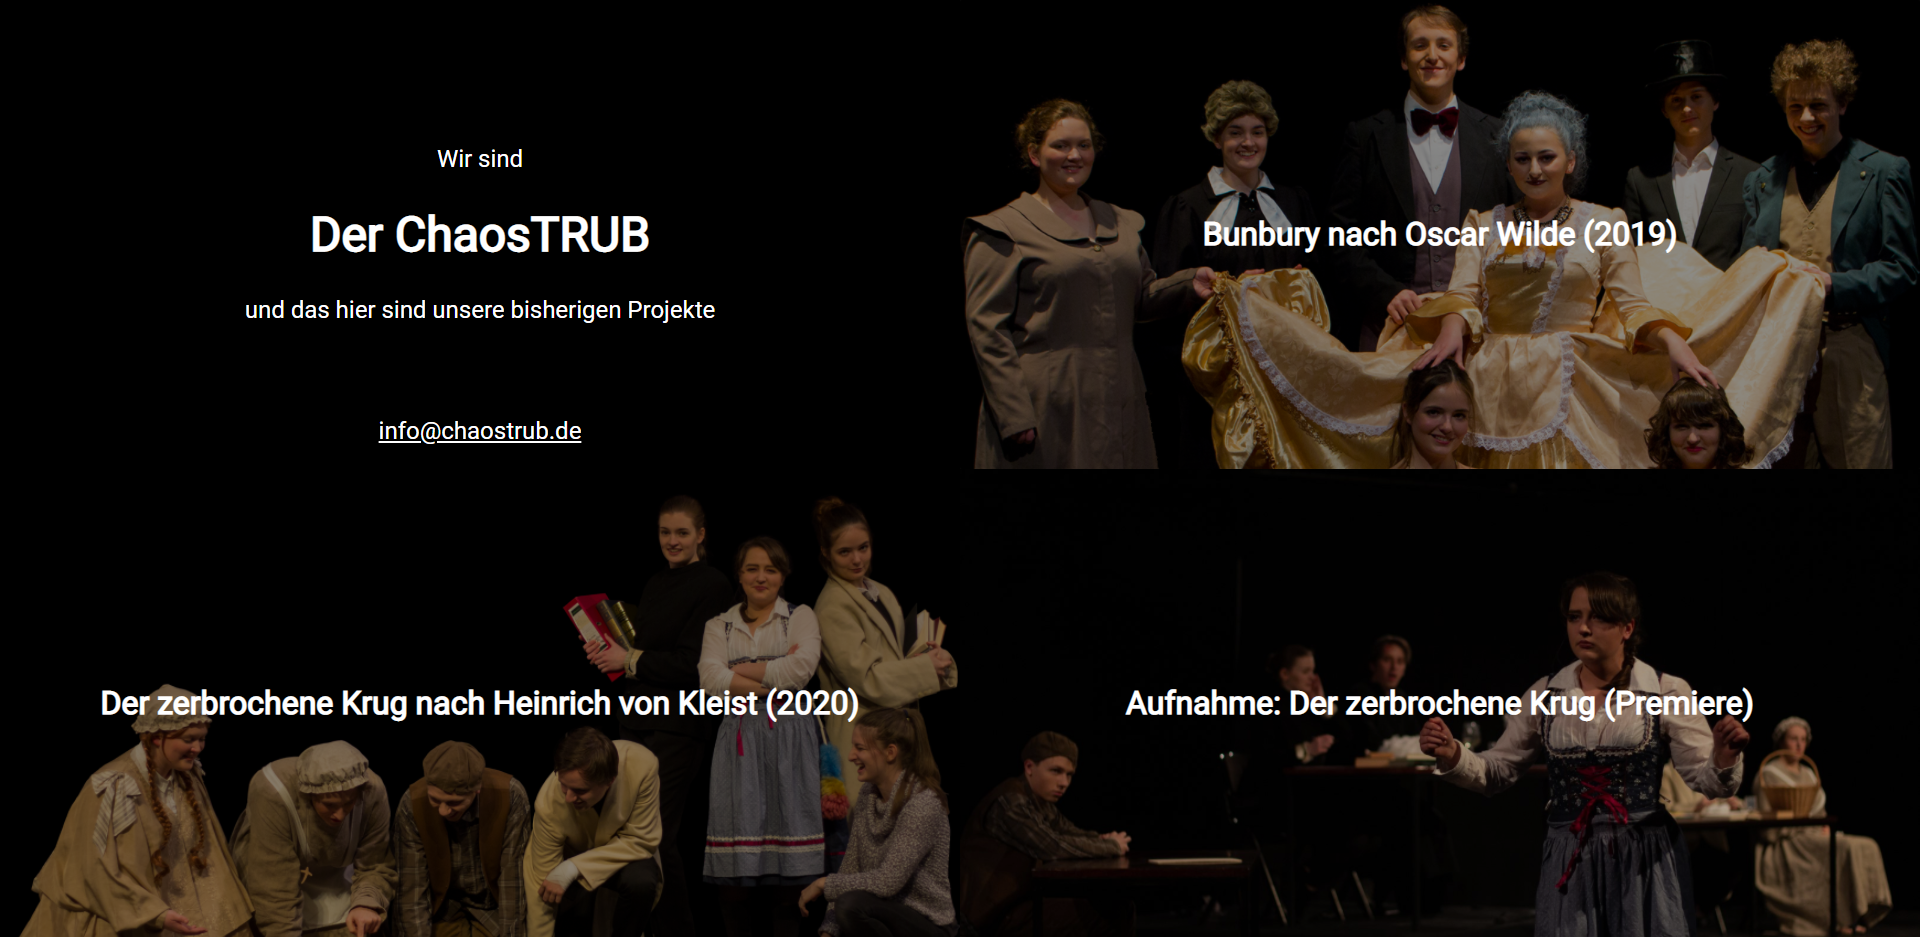 Wir sind
Der ChaosTRUB
und das hier sind unsere bisherigen Projekte
info@chaostrub.de
Bunbury nach Oscar Wilde (2019)
Der zerbrochene Krug nach Heinrich von Kleist (2020)
Aufnahme: Der zerbrochene Krug (Premiere)